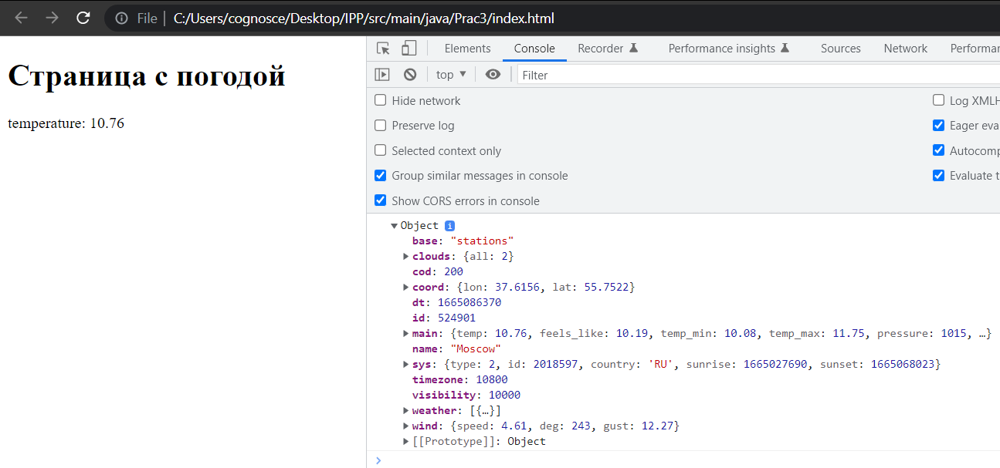 File | C:/Users/cognosce/Desktop/IPP/src/main/java/Prac3/index.html
Страница с погодой
temperature: 10.76
Elements Console Recorder Performance insights Sources Network Performan
top ▼ Filter
Hide network Log XMLH
Preserve log Eager eva
Selected context only Autocomp
Group similar messages in console Evaluate t
Show CORS errors in console
▼Object i
base: "stations"
▶clouds: {all: 2}
cod: 200
▶coord: {lon: 37.6156, lat: 55.7522}
dt: 1665086370
id: 524901
▶main: {temp: 10.76, feels_like: 10.19, temp_min: 10.08, temp_max: 11.75, pressure: 1015, …}
name: "Moscow"
▶sys: {type: 2, id: 2018597, country: 'RU', sunrise: 1665027690, sunset: 1665068023}
timezone: 10800
visibility: 10000
▶weather: [{…}]
▶wind: {speed: 4.61, deg: 243, gust: 12.27}
▶[[Prototype]]: Object